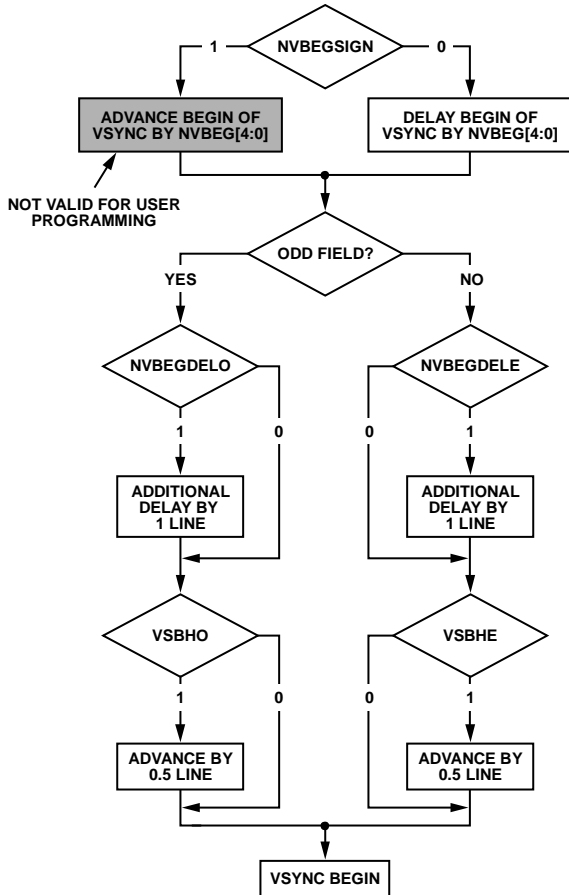 NVBEGSIGN
1
0
ADVANCE BEGIN OF
VSYNC BY NVBEG[4:0]
DELAY BEGIN OF
VSYNC BY NVBEG[4:0]
NOT VALID FOR USER
PROGRAMMING
ODD FIELD?
YES
NO
NVBEGDELO
NVBEGDELE
1
0
0
1
ADDITIONAL
DELAY BY
1 LINE
ADDITIONAL
DELAY BY
1 LINE
VSBHO
VSBHE
1
0
0
1
ADVANCE BY
0.5 LINE
ADVANCE BY
0.5 LINE
VSYNC BEGIN